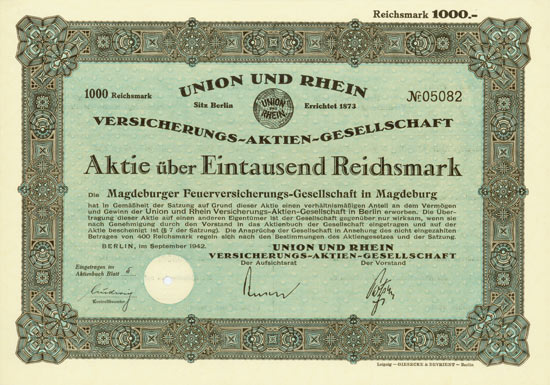 Reichsmark 1000.-
UNION UND RHEIN
1000 Reichsmark
Sitz Berlin
UNION UND RHEIN
Errichtet 1873
№ 05082
VERSICHERUNGS-AKTIEN-GESELLSCHAFT
Aktie über Eintausend Reichsmark
Die Magdeburger Feuerversicherungs-Gesellschaft in Magdeburg
hat in Gemäßheit der Satzung auf Grund dieser Aktie einen verhältnismäßigen Anteil an dem Vermögen
und Gewinn der Union und Rhein Versicherungs-Aktien-Gesellschaft in Berlin erworben. Die Über-
tragung dieser Aktie auf einen anderen Eigentümer ist der Gesellschaft gegenüber nur wirksam, wenn sie
nach Genehmigung durch den Vorstand in das Aktienbuch der Gesellschaft eingetragen und auf der
Aktie bescheinigt ist (§ 7 der Satzung). Die Ansprüche der Gesellschaft in Ansehung des nicht eingezahlten
Betrages von 400 Reichsmark regeln sich nach den Bestimmungen des Aktiengesetzes und der Satzung.
BERLIN, im September 1942.
UNION UND RHEIN
VERSICHERUNGS-AKTIEN-GESELLSCHAFT
Der Aufsichtsrat
Der Vorstand
Eingetragen im
Aktienbuch Blatt 5
Kontrollbeamter
Leipzig — GIESECKE & DEVRIENT — Berlin